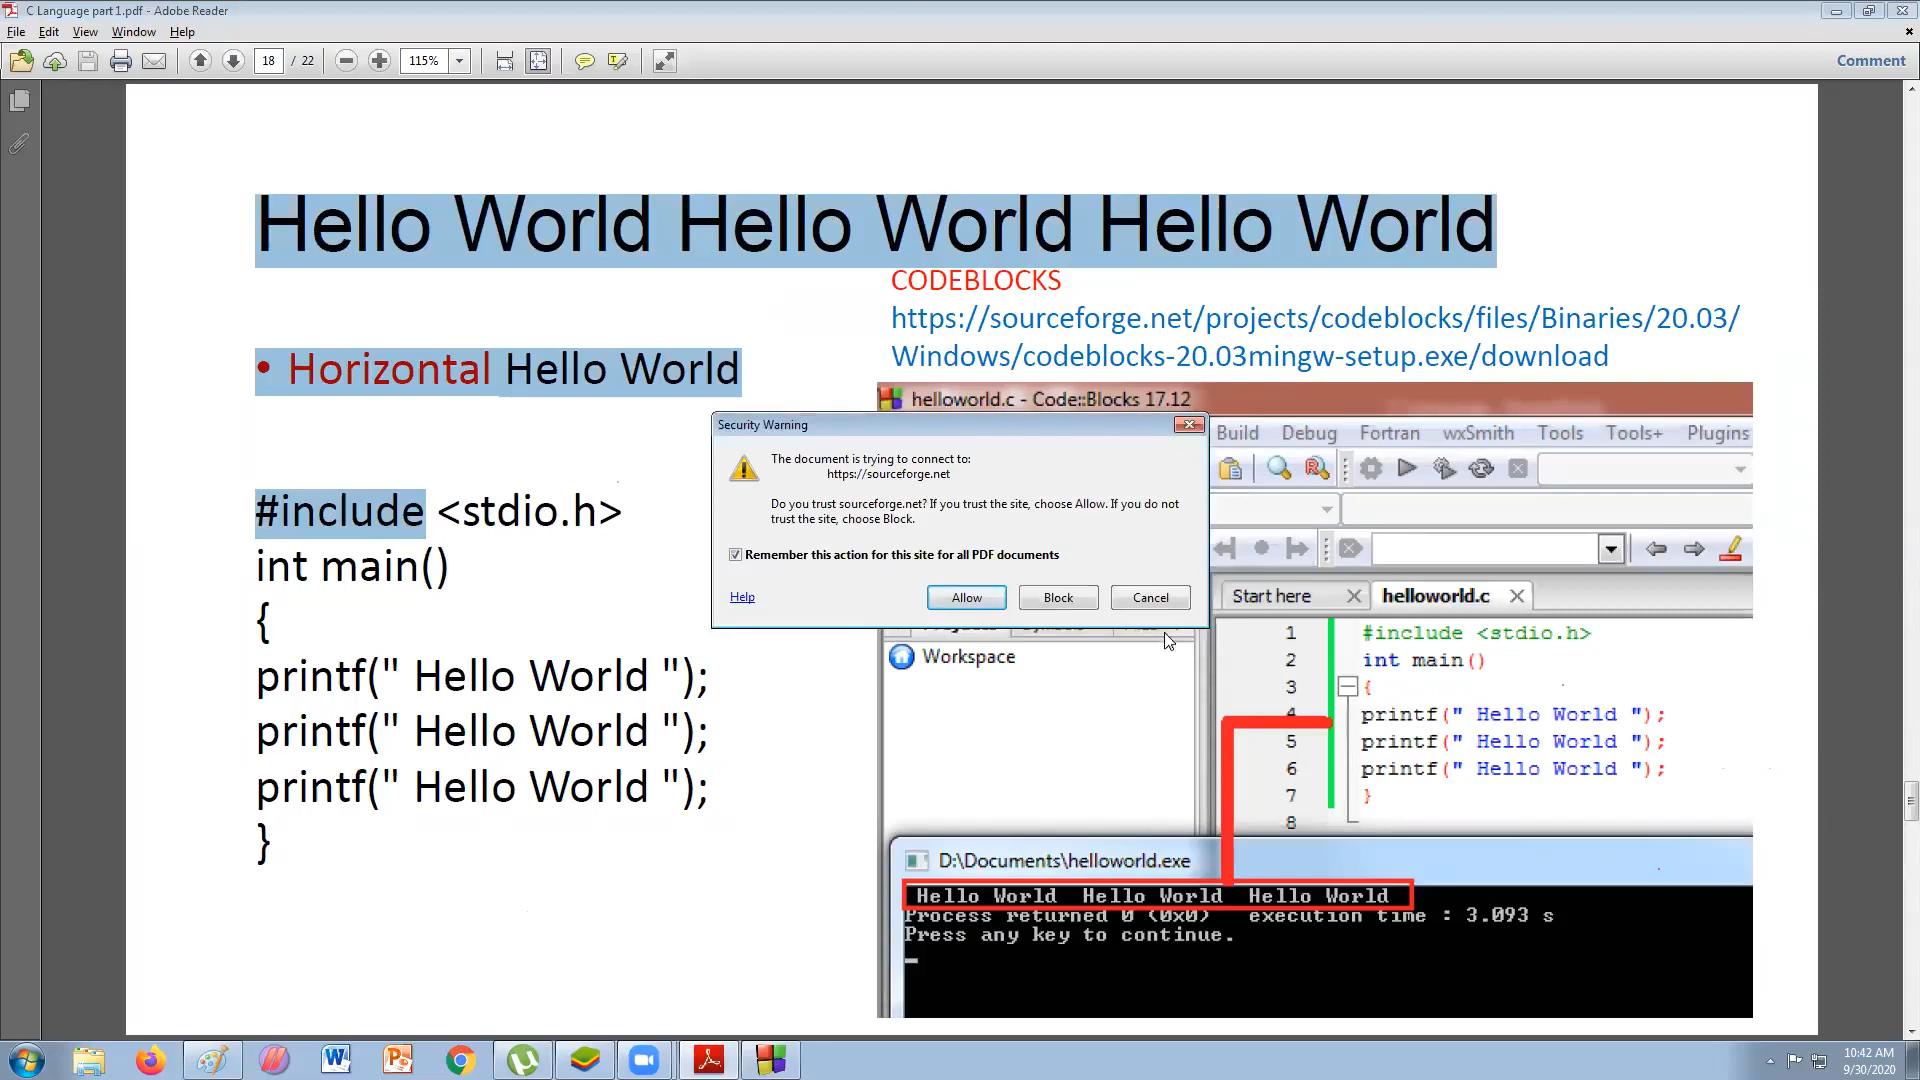 C Language part 1.pdf - Adobe Reader
File Edit View Window Help
18 / 22 115% Comment
Hello World Hello World Hello World
CODEBLOCKS
https://sourceforge.net/projects/codeblocks/files/Binaries/20.03/
Windows/codeblocks-20.03mingw-setup.exe/download
• Horizontal Hello World
#include <stdio.h>
int main()
{
printf(" Hello World ");
printf(" Hello World ");
printf(" Hello World ");
}
helloworld.c - Code::Blocks 17.12
Build Debug Fortran wxSmith Tools Tools+ Plugins
Security Warning
The document is trying to connect to:
https://sourceforge.net
Do you trust sourceforge.net? If you trust the site, choose Allow. If you do not
trust the site, choose Block.
Remember this action for this site for all PDF documents
Help Allow Block Cancel
Start here helloworld.c
Workspace
1 #include <stdio.h>
2 int main()
3 {
4 printf(" Hello World ");
5 printf(" Hello World ");
6 printf(" Hello World ");
7 }
8
D:\Documents\helloworld.exe
Hello World Hello World Hello World
Process returned 0 (0x0) execution time : 3.093 s
Press any key to continue.
10:42 AM
9/30/2020